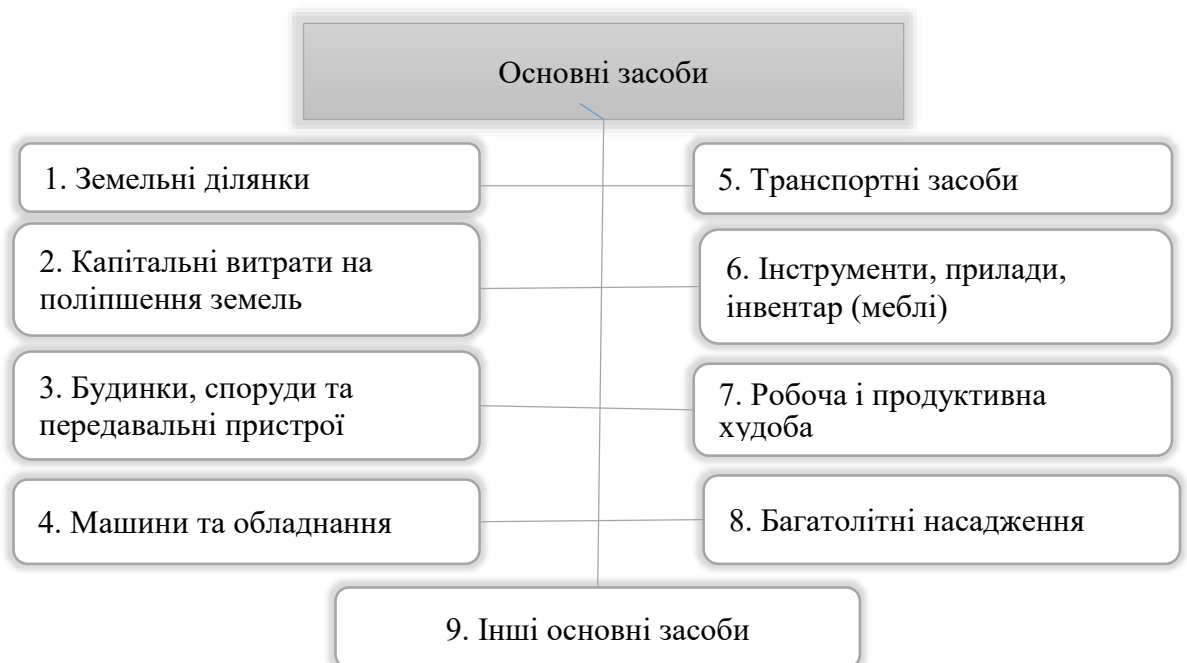 Основні засоби
1. Земельні ділянки
2. Капітальні витрати на
поліпшення земель
3. Будинки, споруди та
передавальні пристрої
4. Машини та обладнання
5. Транспортні засоби
6. Інструменти, прилади,
інвентар (меблі)
7. Робоча і продуктивна
худоба
8. Багатолітні насадження
9. Інші основні засоби